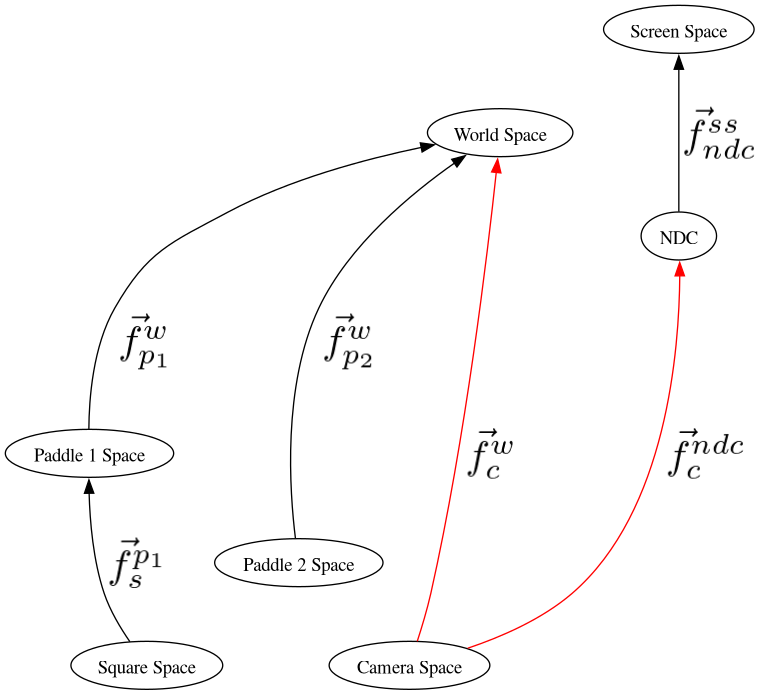 Screen Space
World Space
$\vec{f}_{ndc}^{ss}$
NDC
$\vec{f}_{p_1}^{w}$
$\vec{f}_{p_2}^{w}$
$\vec{f}_{c}^{w}$
$\vec{f}_{c}^{ndc}$
Paddle 1 Space
$\vec{f}_{s}^{p_1}$
Paddle 2 Space
Square Space
Camera Space